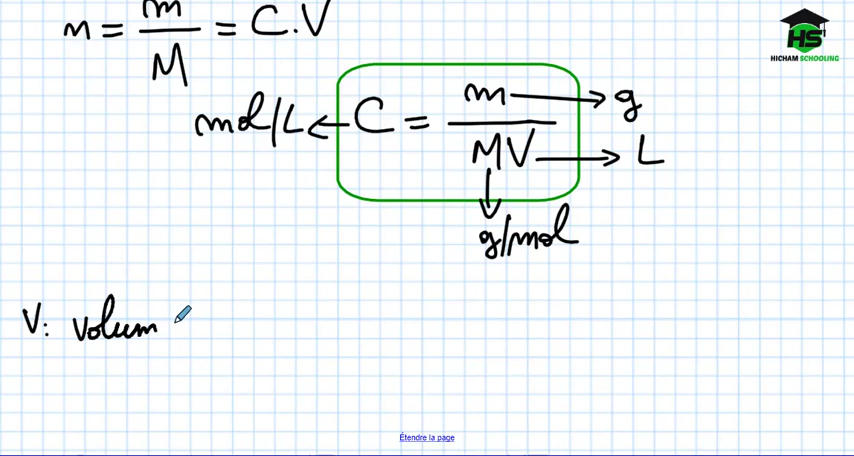 n = m/M = C.V
HS
HICHAM SCHOOLING
mol/L ← C = m/MV
m → g
V → L
M ↓ g/mol
V: Volum
Étendre la page